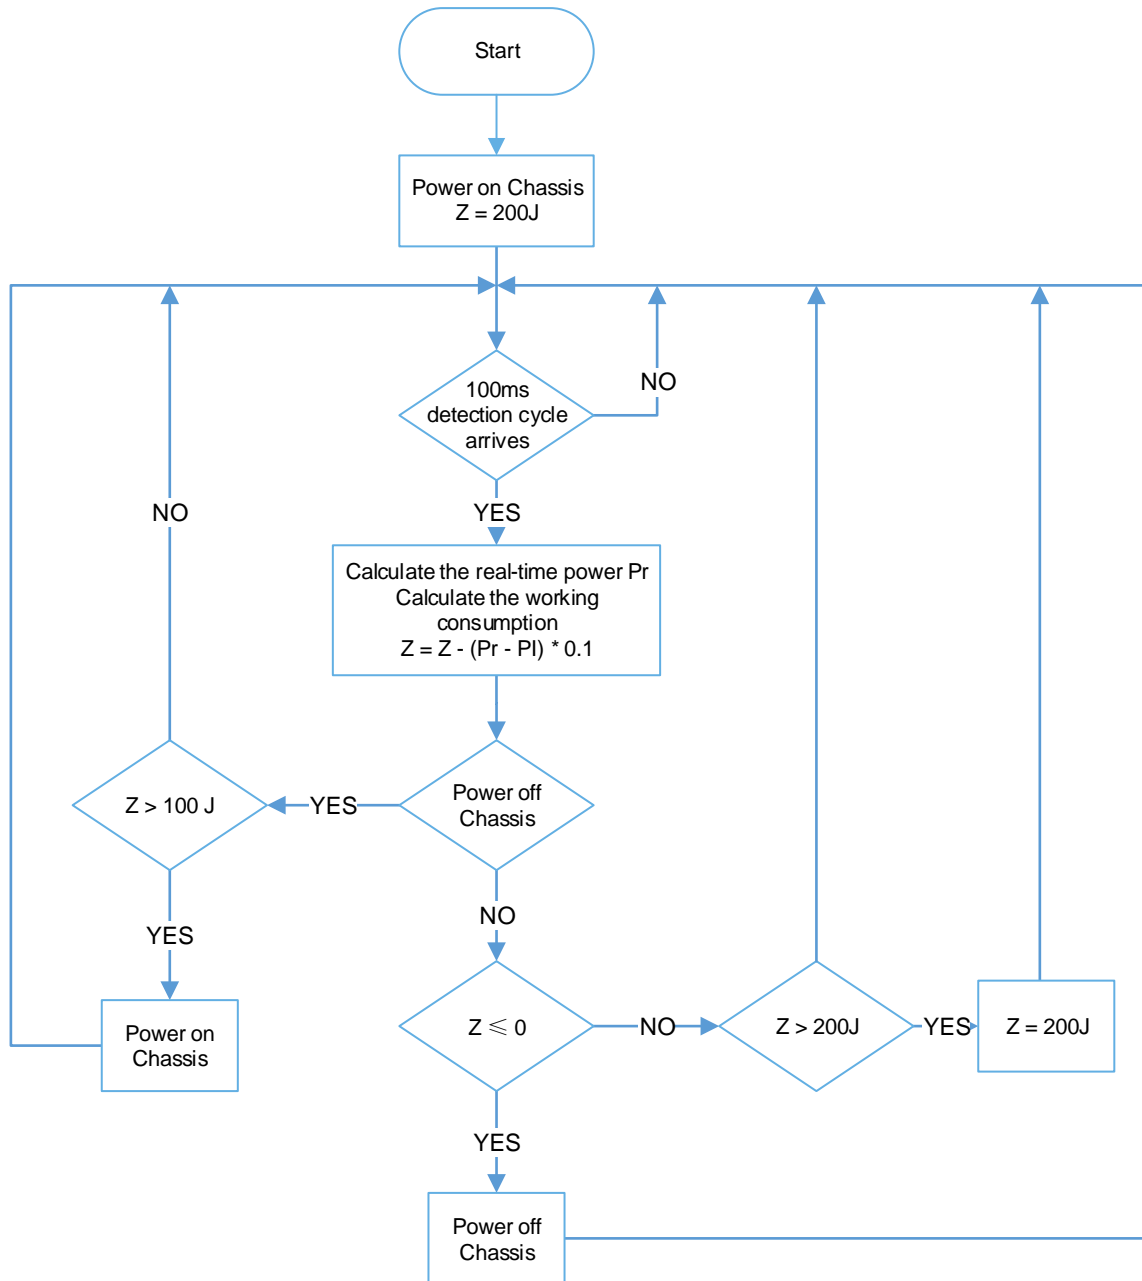 Start
Power on Chassis
Z = 200J
100ms
detection cycle
arrives
NO
YES
NO
Calculate the real-time power Pr
Calculate the working
consumption
Z = Z - (Pr - Pl) * 0.1
Z > 100 J
YES
Power off
Chassis
YES
NO
Power on
Chassis
Z ≤ 0
NO
Z > 200J
YES
Z = 200J
YES
Power off
Chassis